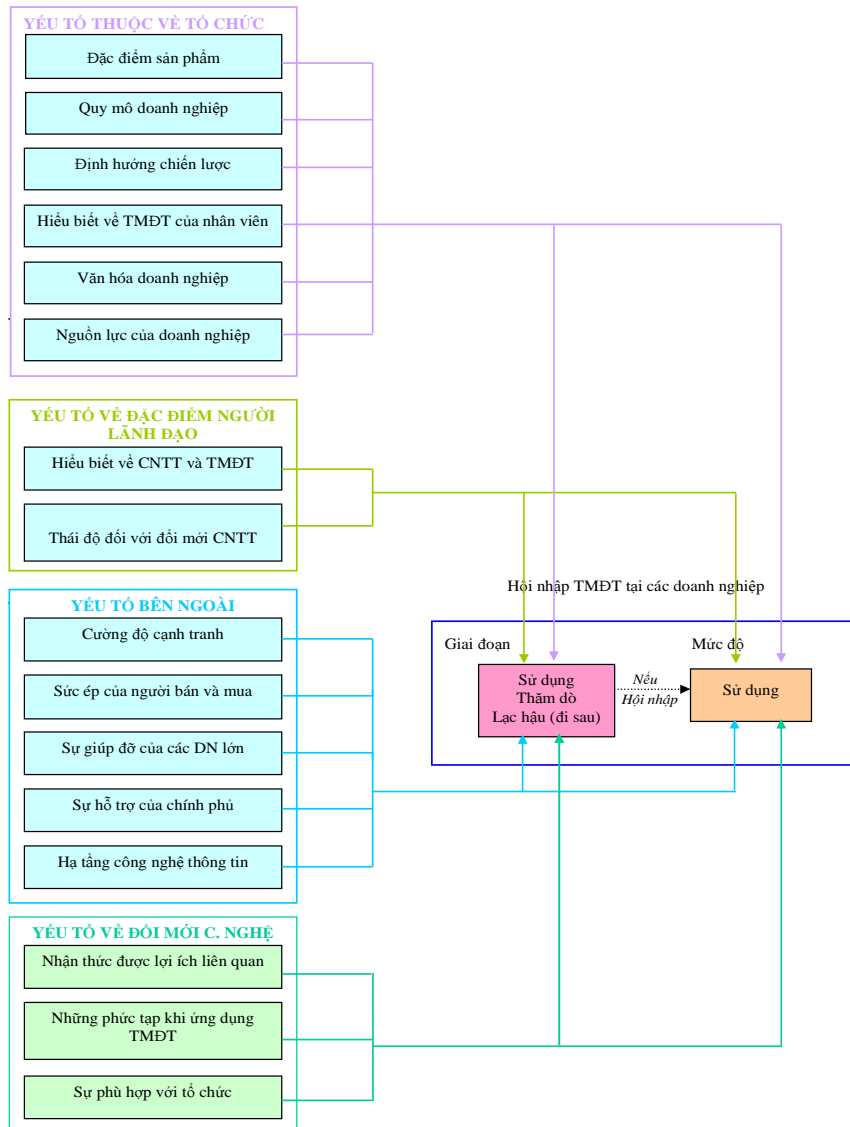 YẾU TỐ THUỘC VỀ TỔ CHỨC
Đặc điểm sản phẩm
Quy mô doanh nghiệp
Định hướng chiến lược
Hiểu biết về TMĐT của nhân viên
Văn hóa doanh nghiệp
Nguồn lực của doanh nghiệp
YẾU TỐ VỀ ĐẶC ĐIỂM NGƯỜI
LÃNH ĐẠO
Hiểu biết về CNTT và TMĐT
Thái độ đối với đổi mới CNTT
YẾU TỐ BÊN NGOÀI
Cường độ cạnh tranh
Sức ép của người bán và mua
Sự giúp đỡ của các DN lớn
Sự hỗ trợ của chính phủ
Hạ tầng công nghệ thông tin
YẾU TỐ VỀ ĐỔI MỚI C. NGHỆ
Nhận thức được lợi ích liên quan
Những phức tạp khi ứng dụng
TMĐT
Sự phù hợp với tổ chức
Hội nhập TMĐT tại các doanh nghiệp
Giai đoạn
Mức độ
Sử dụng
Thăm dò
Lạc hậu (đi sau)
Nếu
Hội nhập
Sử dụng